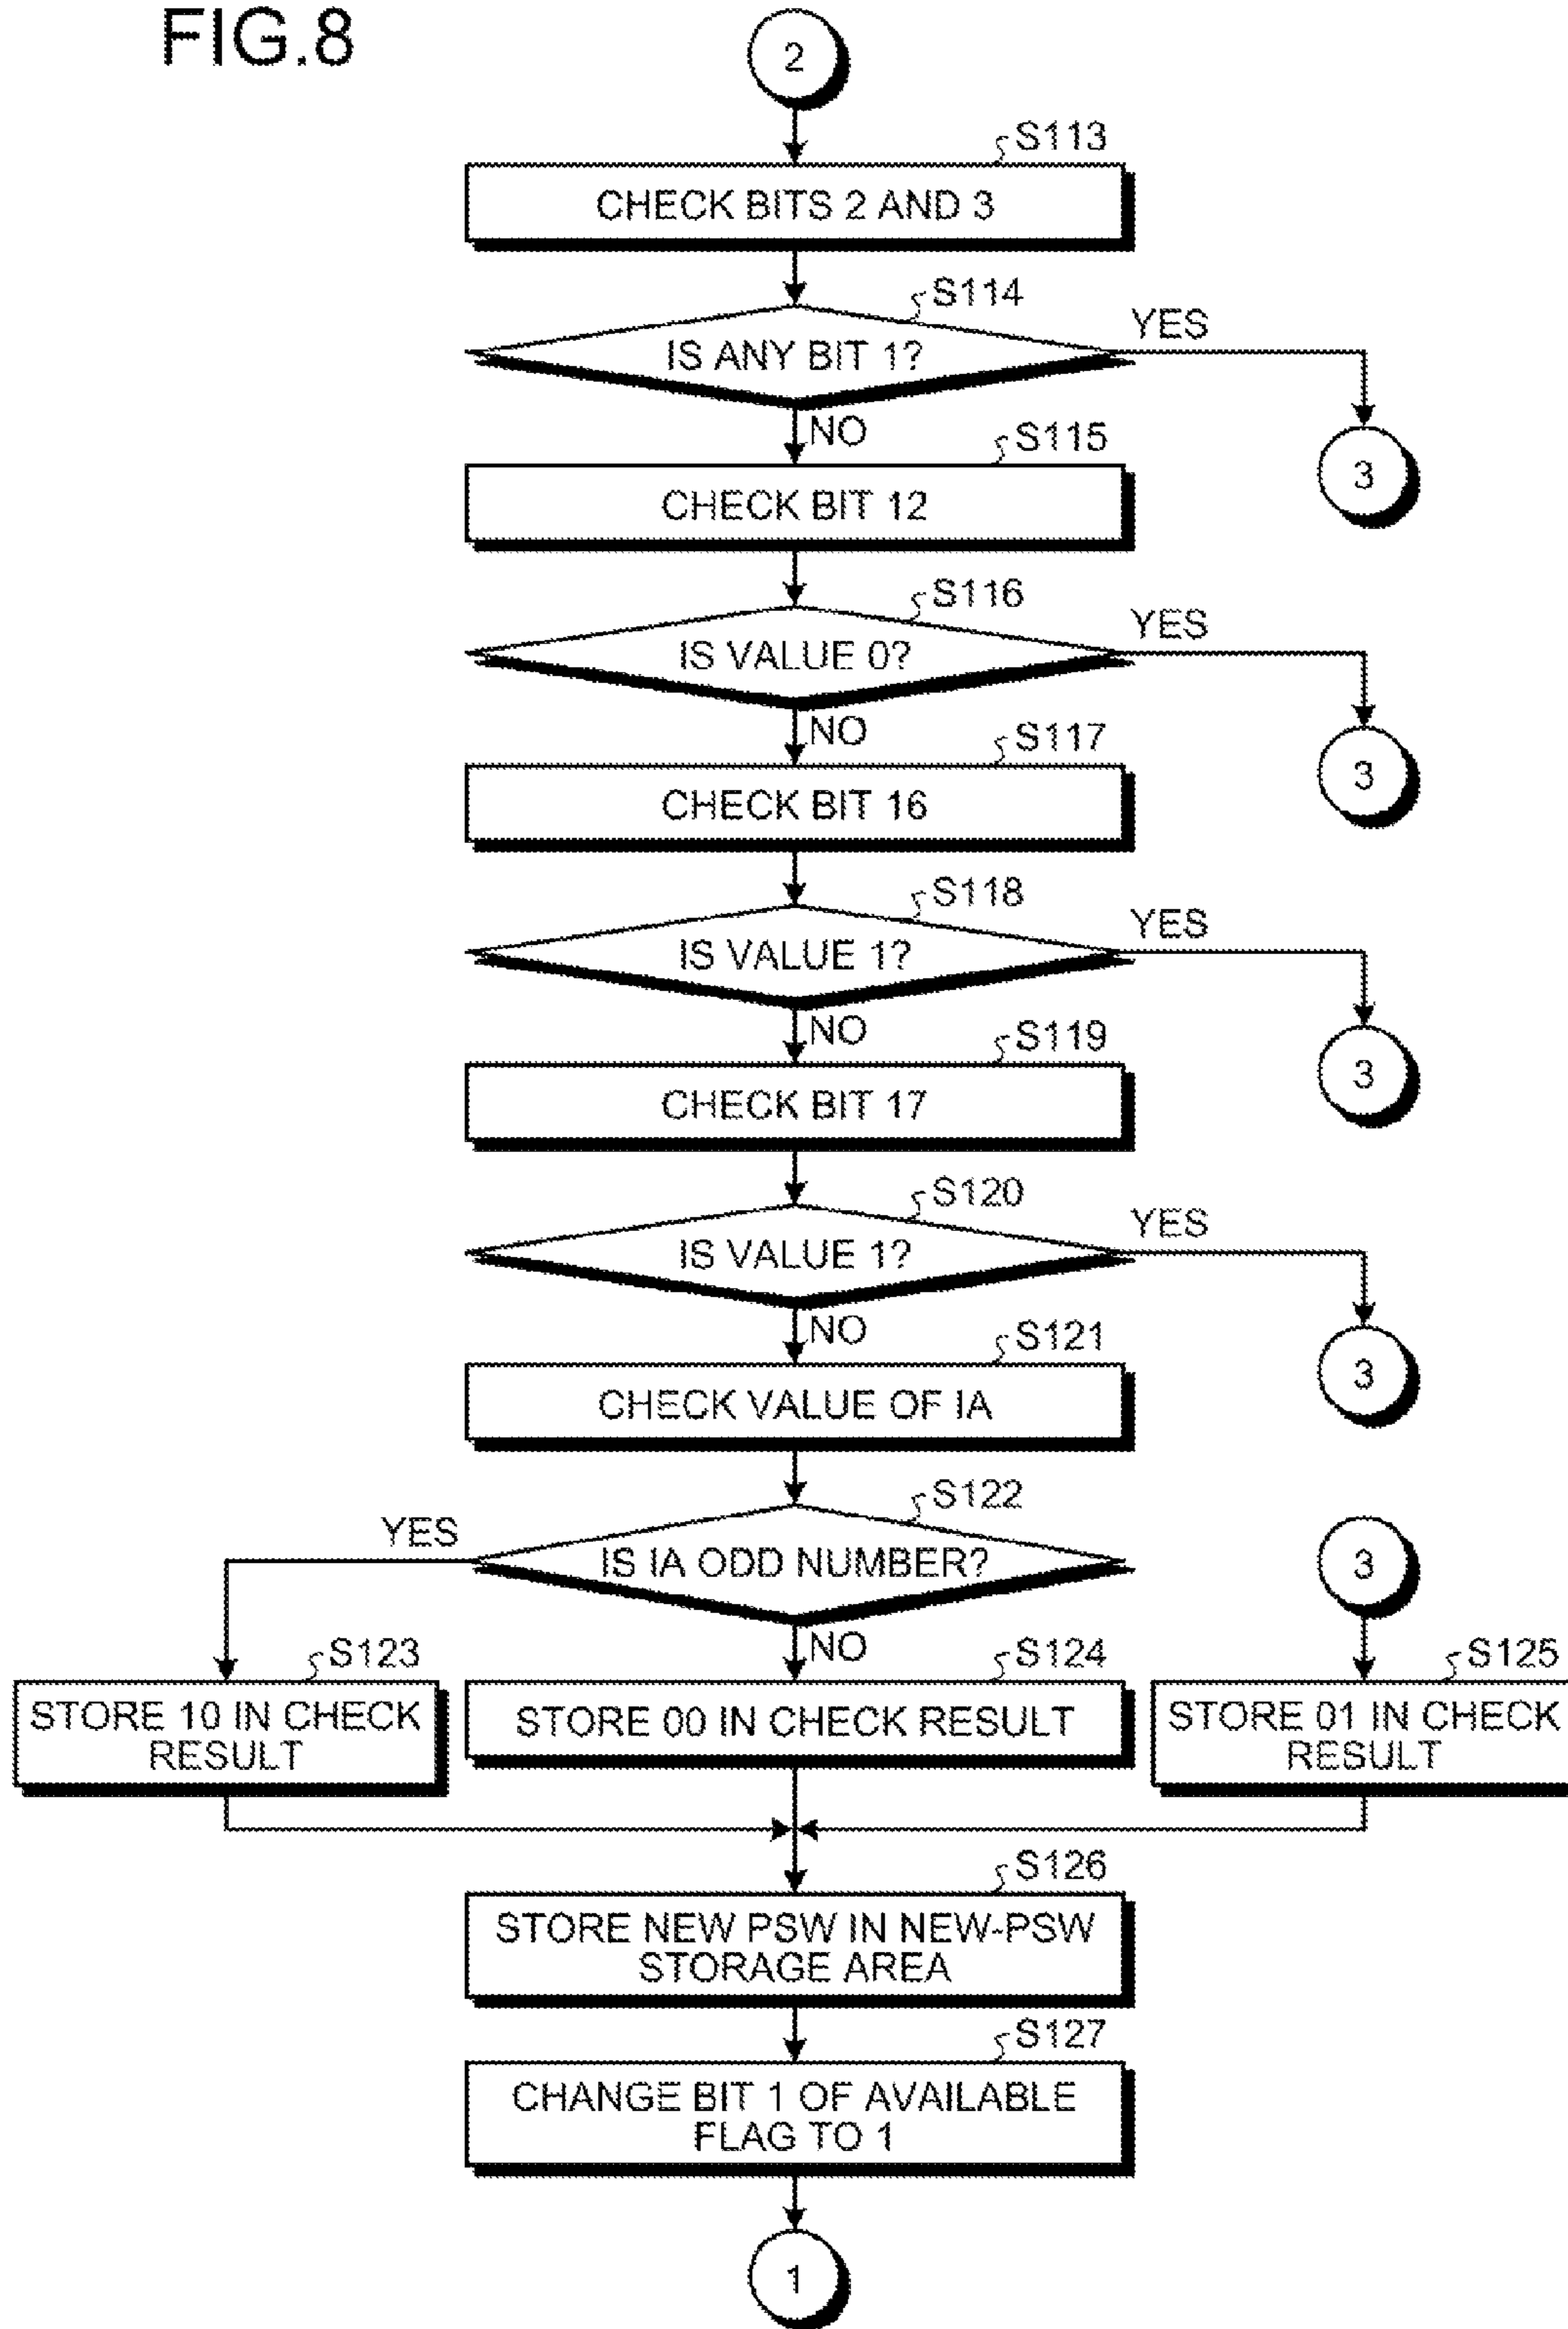 FIG.8
2
S113
CHECK BITS 2 AND 3
S114
IS ANY BIT 1?
YES
NO
3
S115
CHECK BIT 12
S116
IS VALUE 0?
YES
NO
3
S117
CHECK BIT 16
S118
IS VALUE 1?
YES
NO
3
S119
CHECK BIT 17
S120
IS VALUE 1?
YES
NO
3
S121
CHECK VALUE OF IA
S122
IS IA ODD NUMBER?
YES
NO
3
S123
STORE 10 IN CHECK
RESULT
S124
STORE 00 IN CHECK RESULT
S125
STORE 01 IN CHECK
RESULT
S126
STORE NEW PSW IN NEW-PSW
STORAGE AREA
S127
CHANGE BIT 1 OF AVAILABLE
FLAG TO 1
1